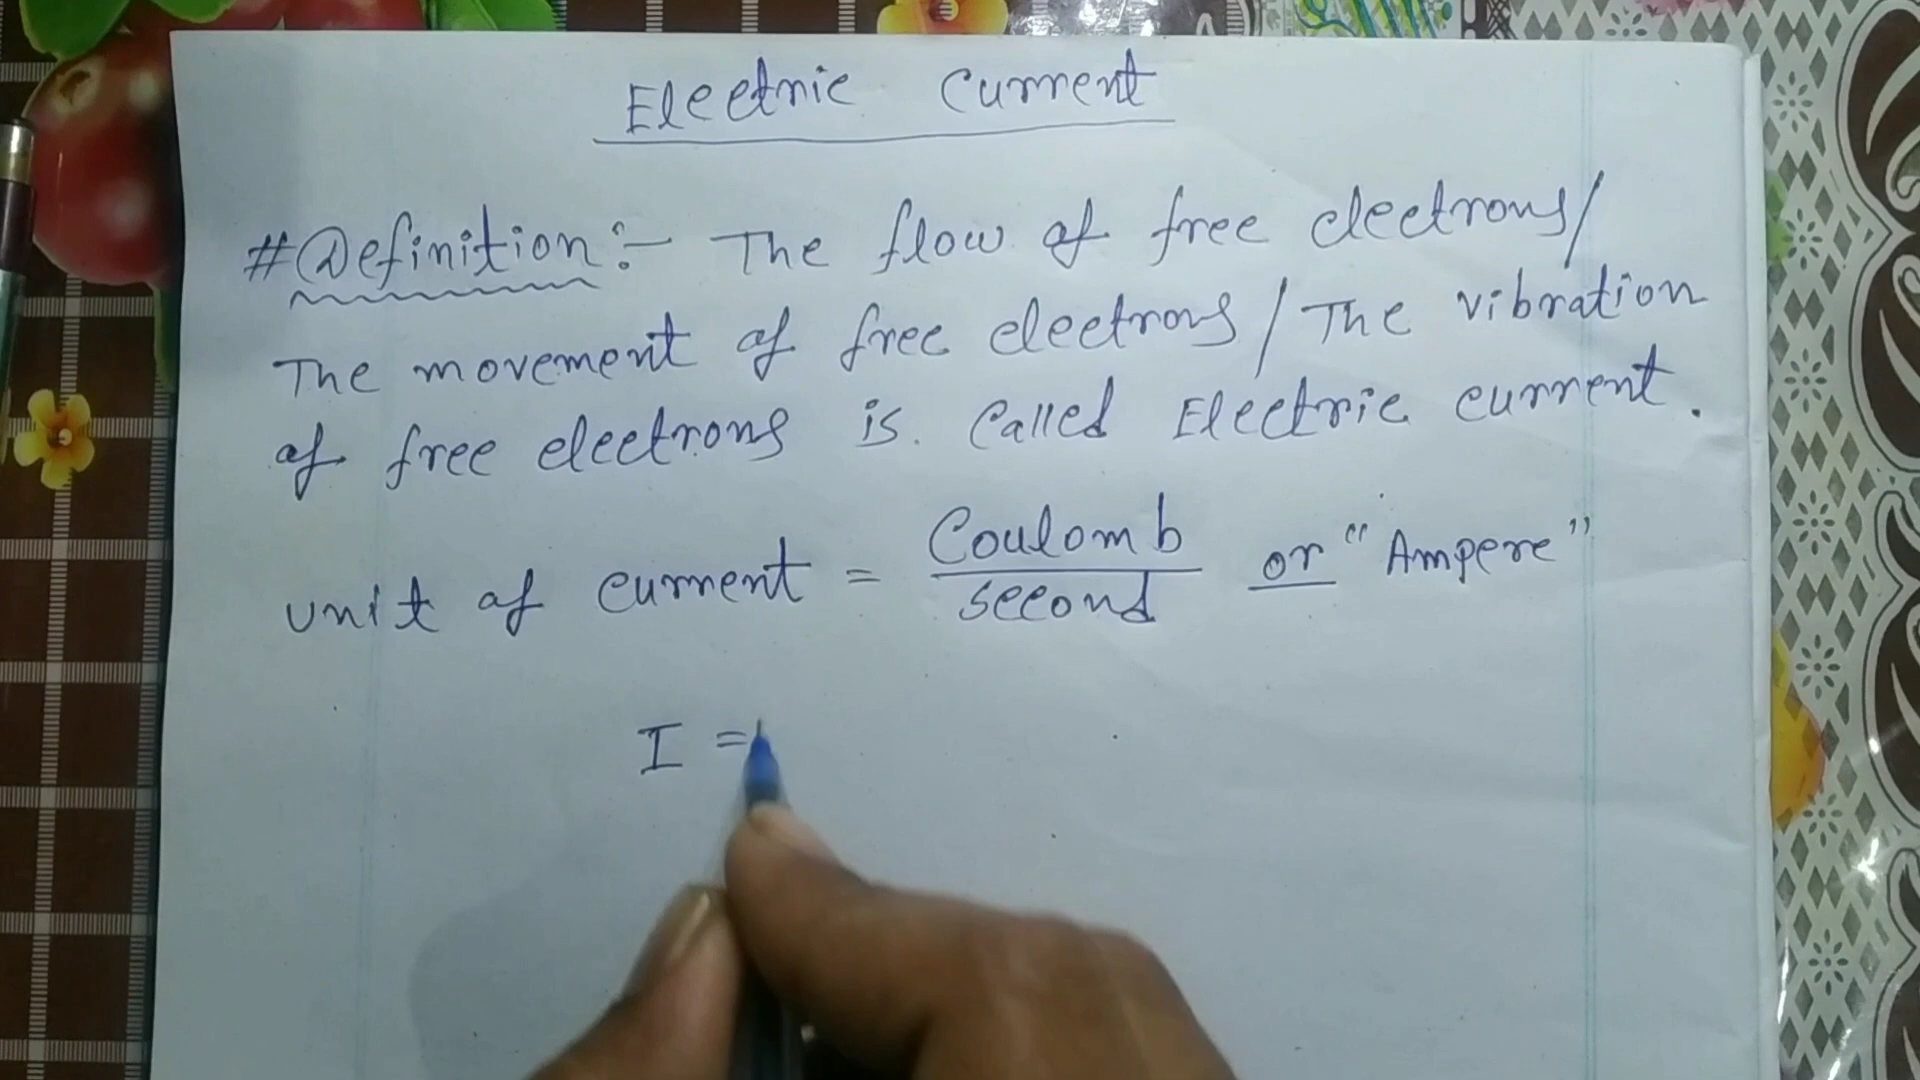 Electric Current
#Definition:- The flow of free electrons/
The movement of free electrons/The vibration
of free electrons is. Called Electric current.
unit of current = Coulomb/second or "Ampere"
I =